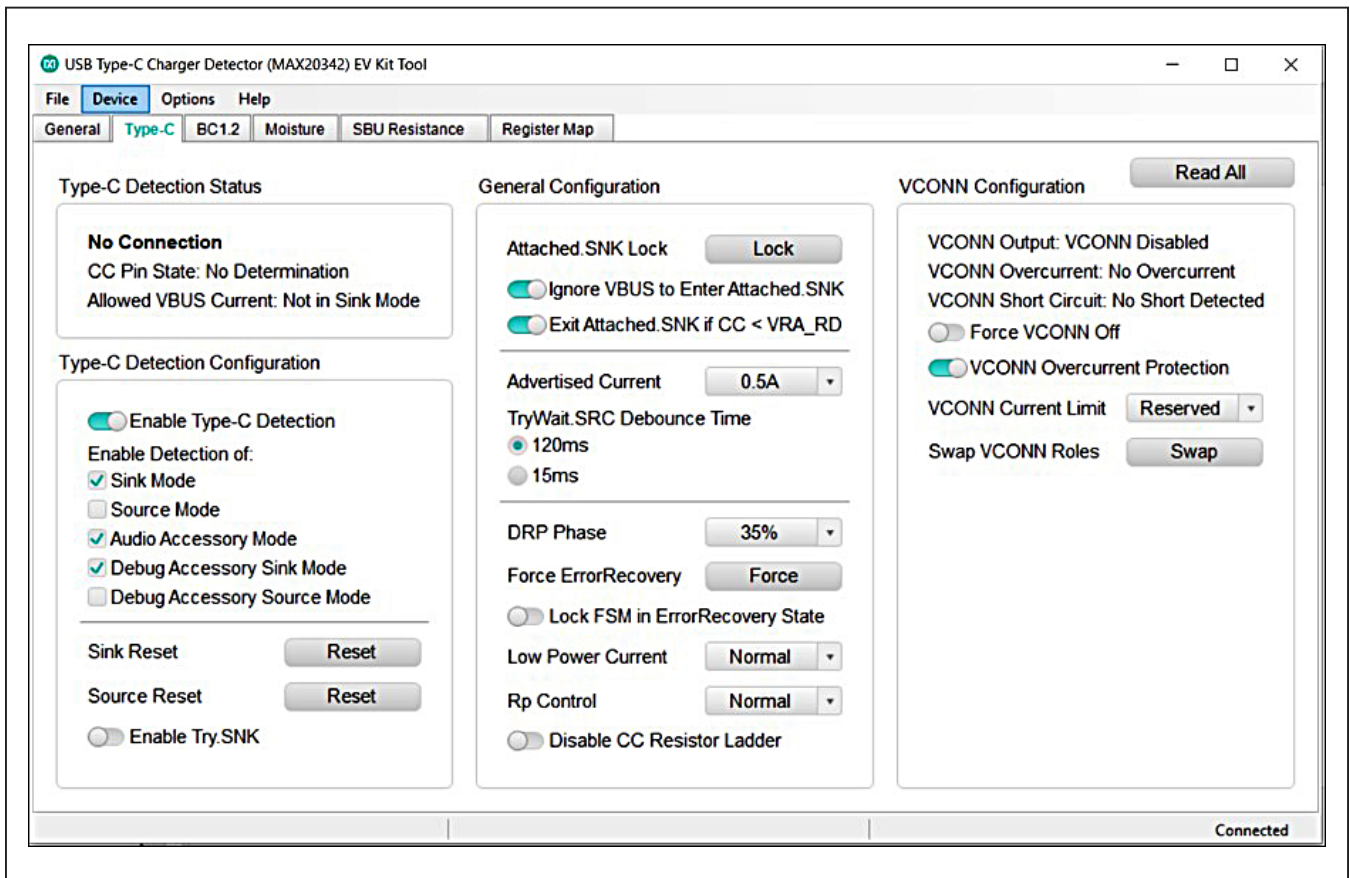 USB Type-C Charger Detector (MAX20342) EV Kit Tool
File Device Options Help
General Type-C BC1.2 Moisture SBU Resistance Register Map
Read All
Type-C Detection Status
No Connection
CC Pin State: No Determination
Allowed VBUS Current: Not in Sink Mode
Type-C Detection Configuration
Enable Type-C Detection
Enable Detection of:
Sink Mode
Source Mode
Audio Accessory Mode
Debug Accessory Sink Mode
Debug Accessory Source Mode
Sink Reset Reset
Source Reset Reset
Enable Try.SNK
General Configuration
Attached.SNK Lock Lock
Ignore VBUS to Enter Attached.SNK
Exit Attached.SNK if CC < VRA_RD
Advertised Current 0.5A
TryWait.SRC Debounce Time
120ms
15ms
DRP Phase 35%
Force ErrorRecovery Force
Lock FSM in ErrorRecovery State
Low Power Current Normal
Rp Control Normal
Disable CC Resistor Ladder
VCONN Configuration
VCONN Output: VCONN Disabled
VCONN Overcurrent: No Overcurrent
VCONN Short Circuit: No Short Detected
Force VCONN Off
VCONN Overcurrent Protection
VCONN Current Limit Reserved
Swap VCONN Roles Swap
Connected